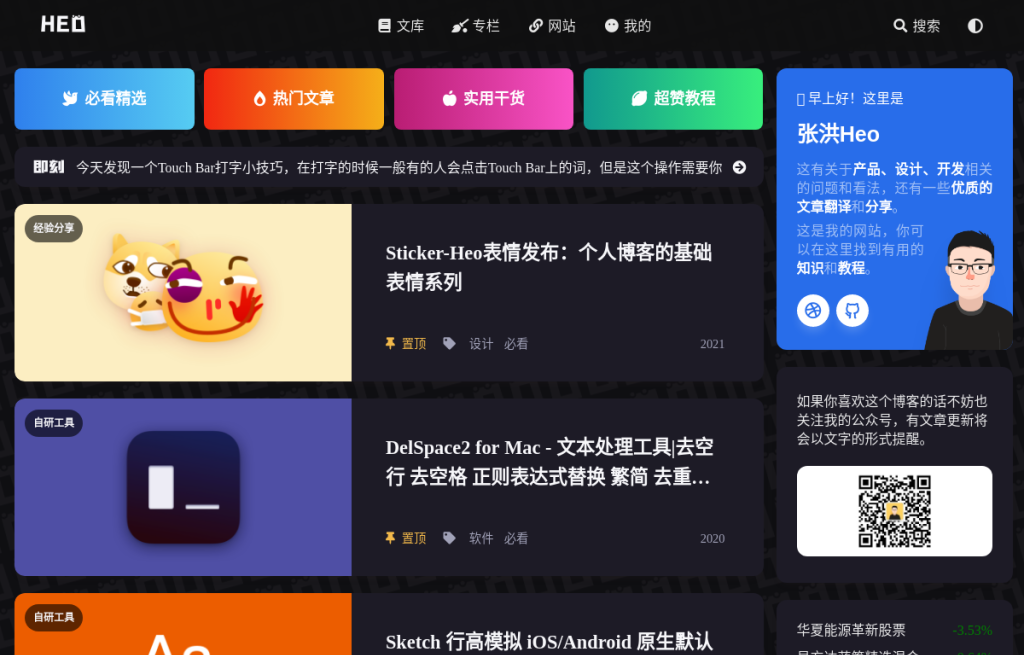 HEO
文库 专栏 网站 我的
搜索
必看精选
热门文章
实用干货
超赞教程
即刻 今天发现一个Touch Bar打字小技巧，在打字的时候一般有的人会点击Touch Bar上的词，但是这个操作需要你
经验分享
Sticker-Heo表情发布：个人博客的基础
表情系列
置顶 设计 必看 2021
自研工具
DelSpace2 for Mac - 文本处理工具|去空
行 去空格 正则表达式替换 繁简 去重…
置顶 软件 必看 2020
自研工具
Sketch 行高模拟 iOS/Android 原生默认
早上好！这里是
张洪Heo
这有关于产品、设计、开发相关
的问题和看法，还有一些优质的
文章翻译和分享。
这是我的网站，你可
以在这里找到有用的
知识和教程。
如果你喜欢这个博客的话不妨也
关注我的公众号，有文章更新将
会以文字的形式提醒。
华夏能源革新股票 -3.53%